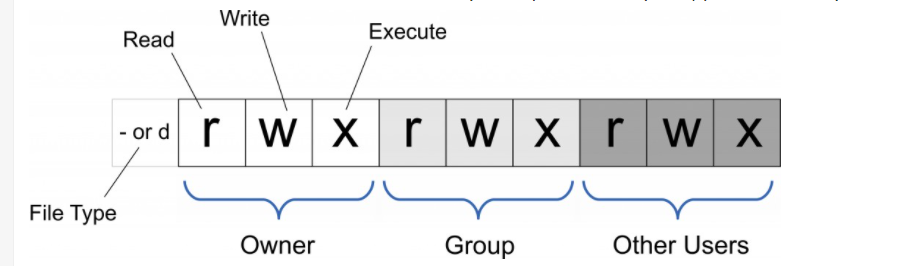 Write
Read
Execute
- or d r w x r w x r w x
File Type
Owner Group Other Users